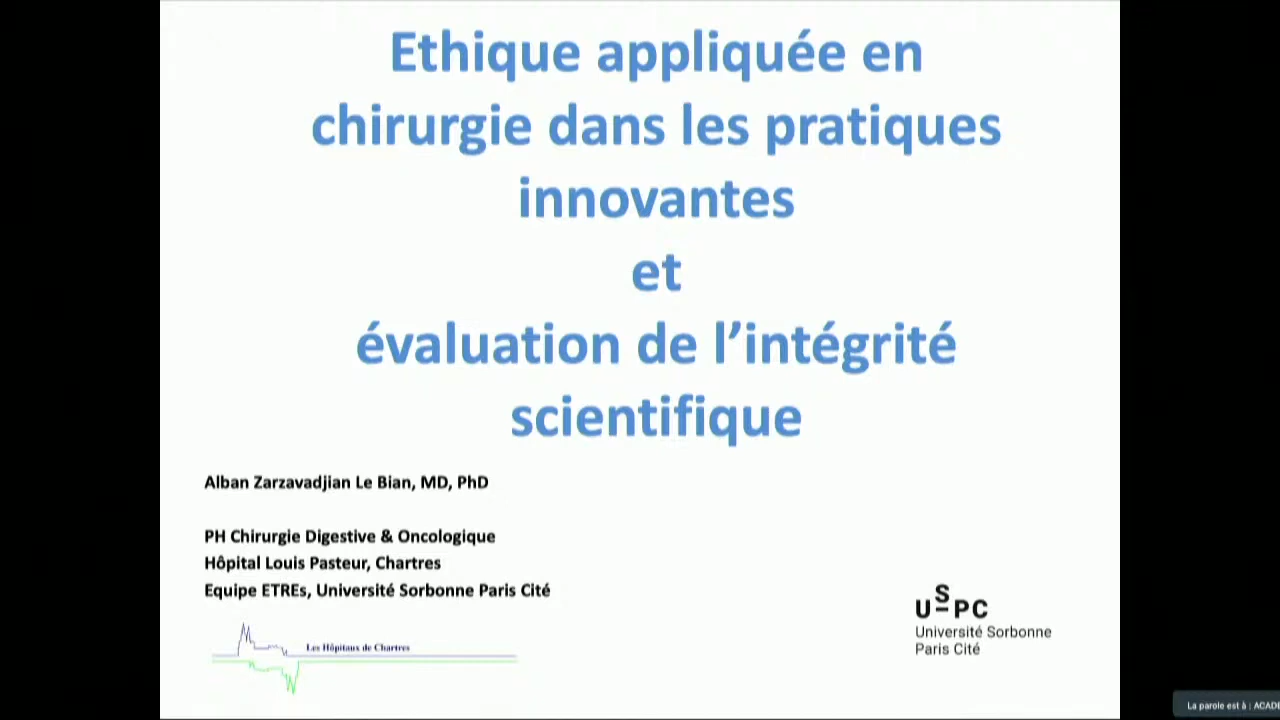 Ethique appliquée en
chirurgie dans les pratiques
innovantes
et
évaluation de l’intégrité
scientifique
Alban Zarzavadjian Le Bian, MD, PhD
PH Chirurgie Digestive & Oncologique
Hôpital Louis Pasteur, Chartres
Equipe ETREs, Université Sorbonne Paris Cité
Les Hôpitaux de Chartres
USPC
Université Sorbonne
Paris Cité
La parole est à : ACADE